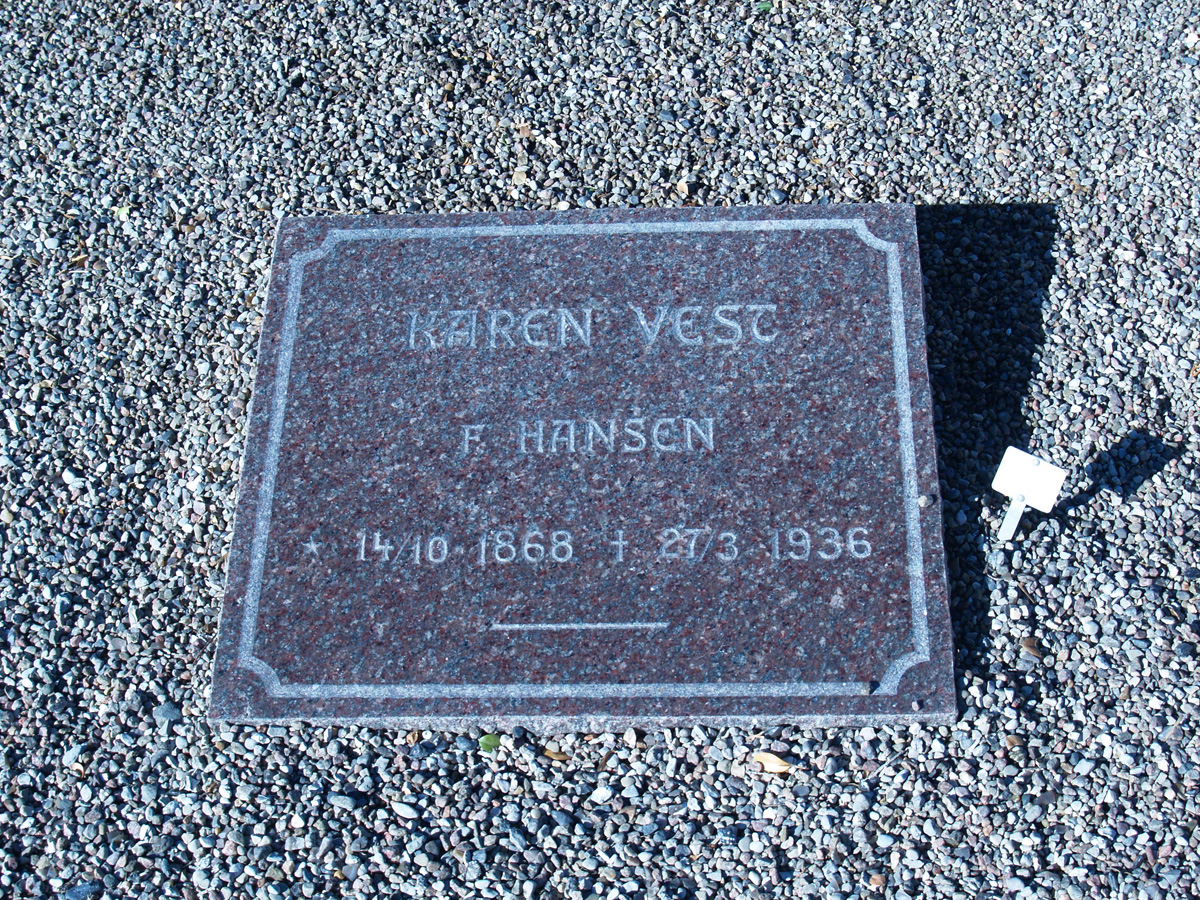 KAREN VEST
F. HANSEN
* 14/10 1868 † 27/3 1936